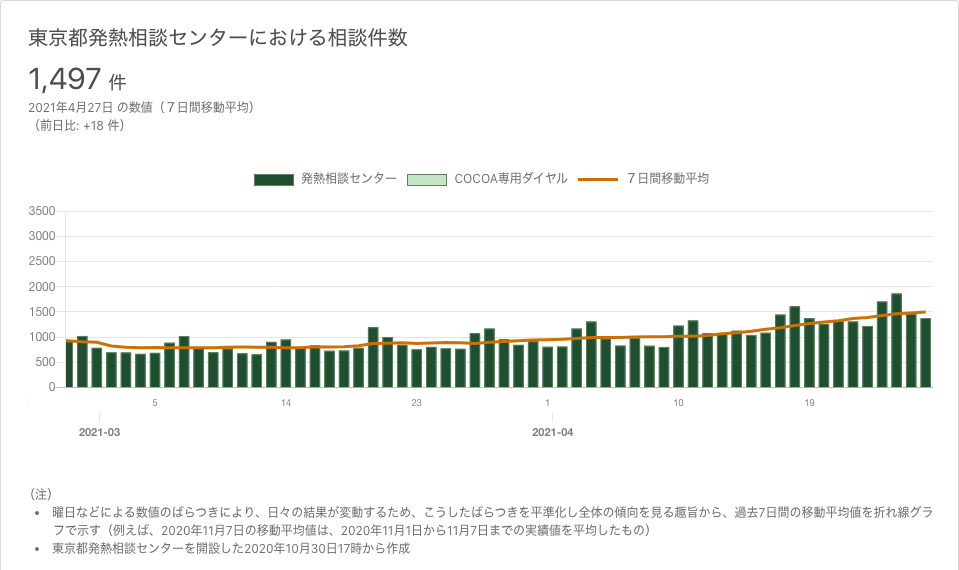 東京都発熱相談センターにおける相談件数
1,497 件
2021年4月27日 の数値（７日間移動平均）
（前日比: +18 件）
発熱相談センター COCOA専用ダイヤル ７日間移動平均
3500
3000
2500
2000
1500
1000
500
0
5 14 23 1 10 19
2021-03 2021-04
（注）
• 曜日などによる数値のばらつきにより、日々の結果が変動するため、こうしたばらつきを平準化し全体の傾向を見る趣旨から、過去7日間の移動平均値を折れ線グラ
フで示す（例えば、2020年11月7日の移動平均値は、2020年11月1日から11月7日までの実績値を平均したもの）
• 東京都発熱相談センターを開設した2020年10月30日17時から作成